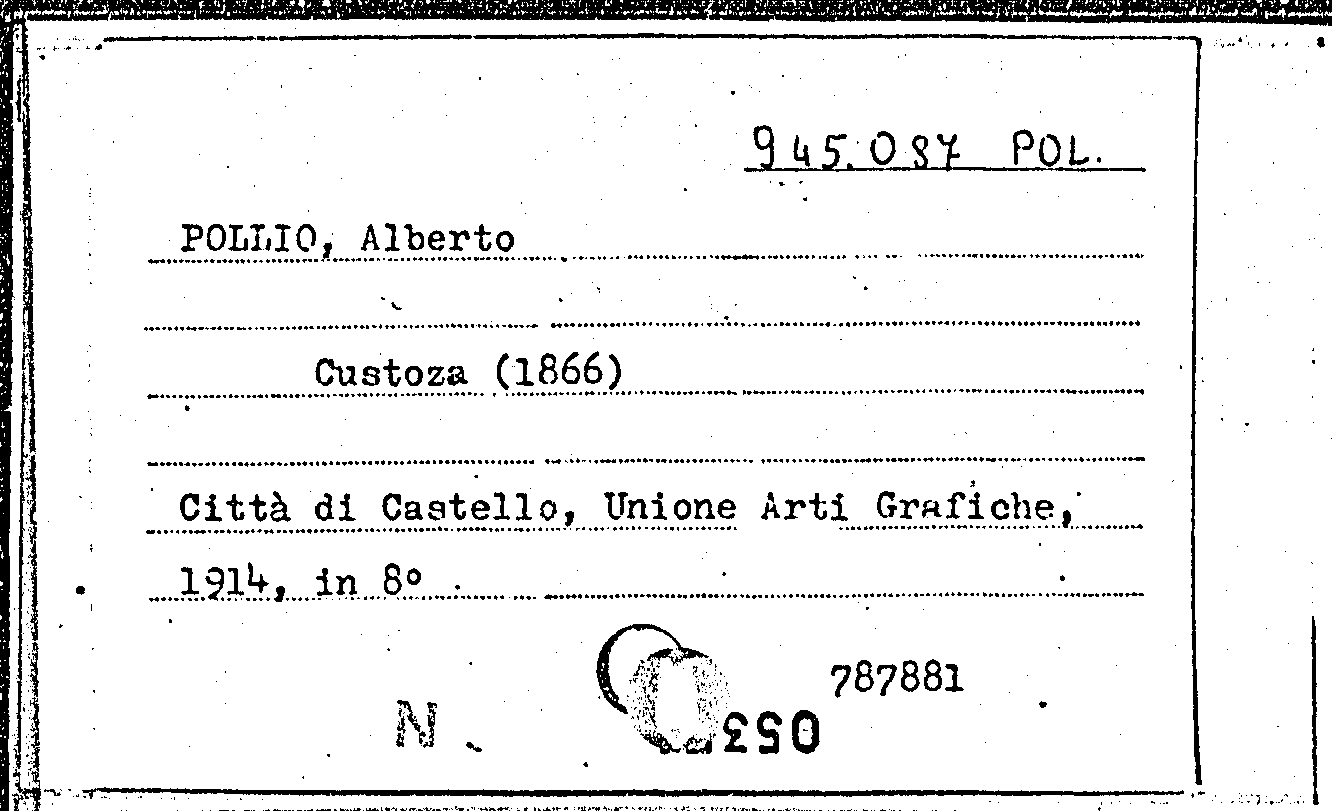 945.087 POL.
POLLIO, Alberto
Custoza (1866)
Città di Castello, Unione Arti Grafiche,
1914, in 8°
787881
N